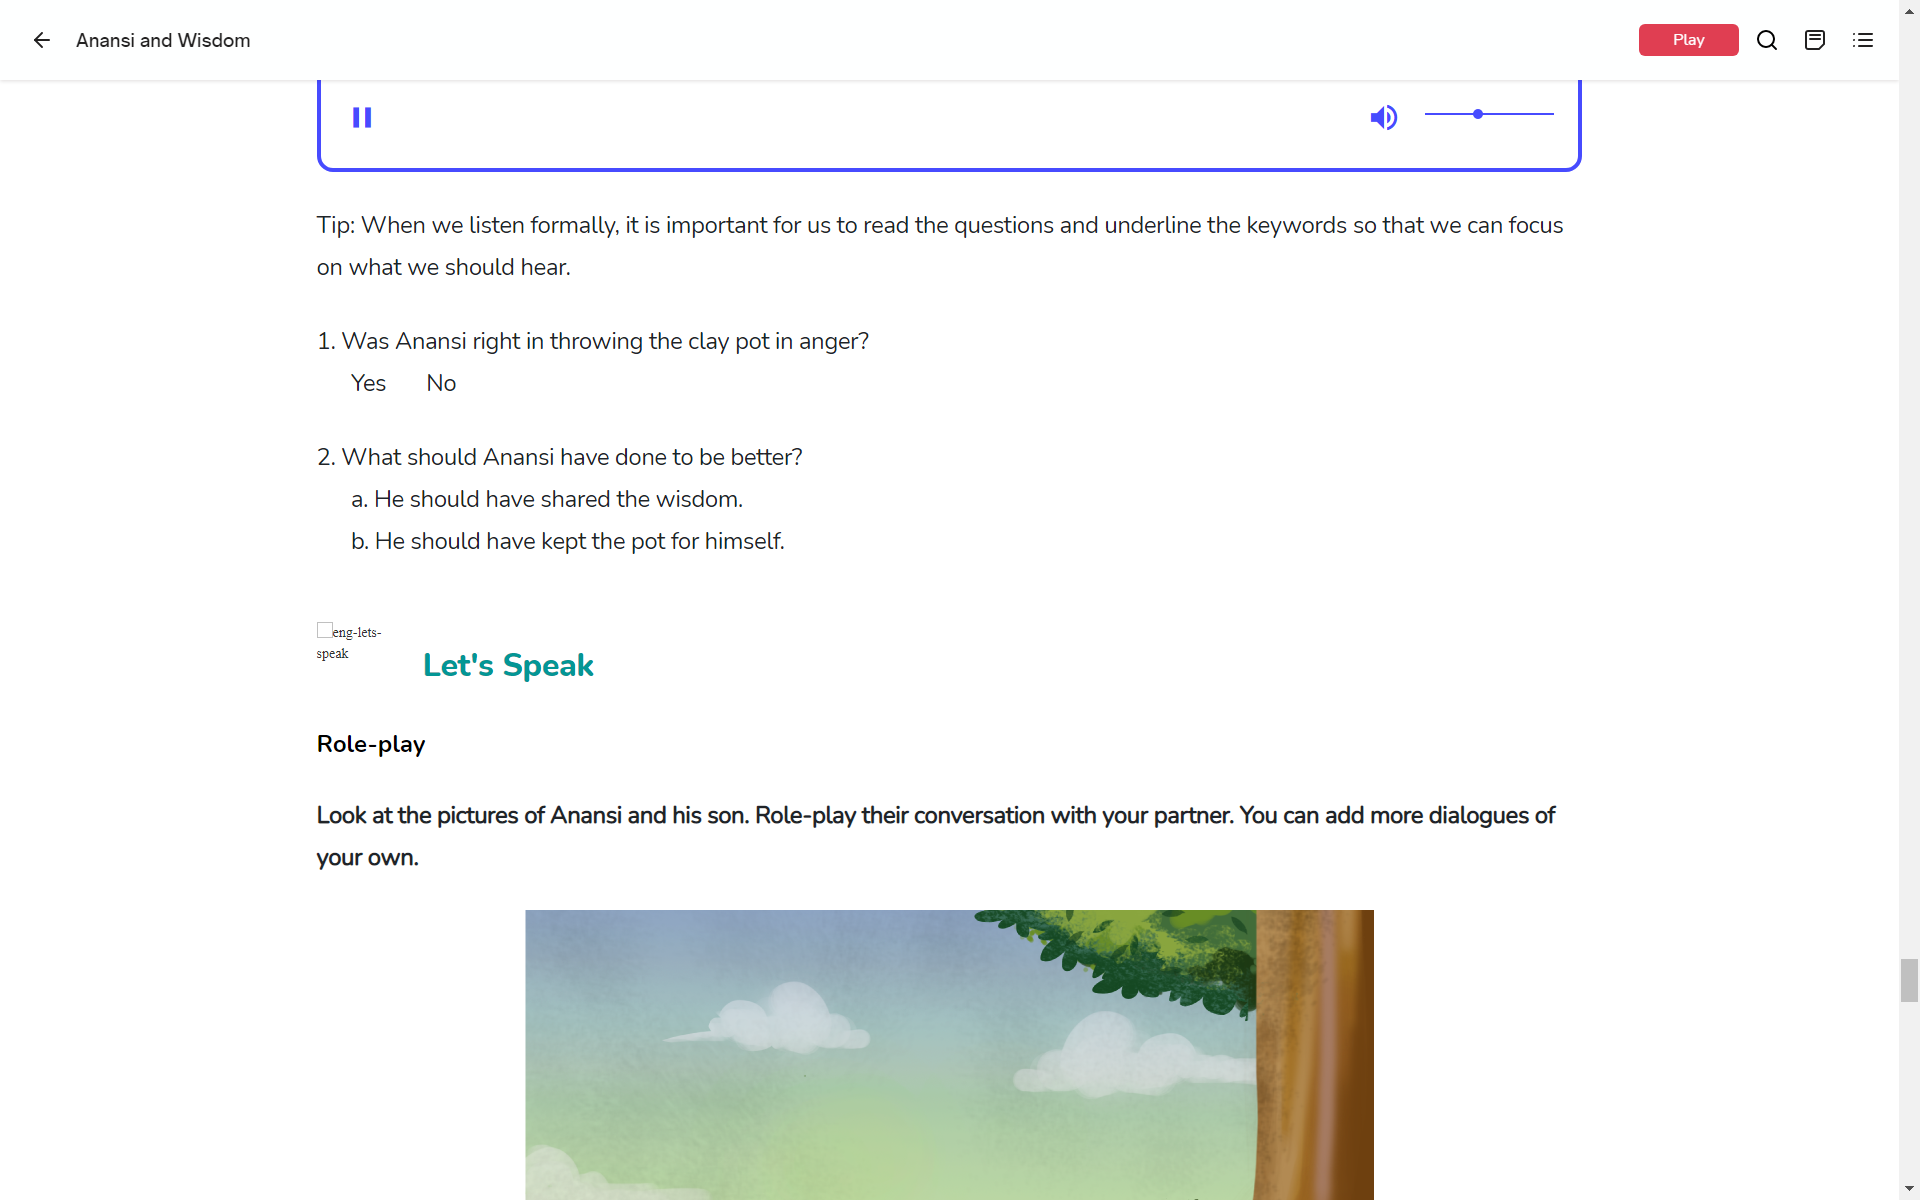 Anansi and Wisdom
Play
Tip: When we listen formally, it is important for us to read the questions and underline the keywords so that we can focus
on what we should hear.
1. Was Anansi right in throwing the clay pot in anger?
Yes No
2. What should Anansi have done to be better?
a. He should have shared the wisdom.
b. He should have kept the pot for himself.
eng-lets-
speak
Let's Speak
Role-play
Look at the pictures of Anansi and his son. Role-play their conversation with your partner. You can add more dialogues of
your own.